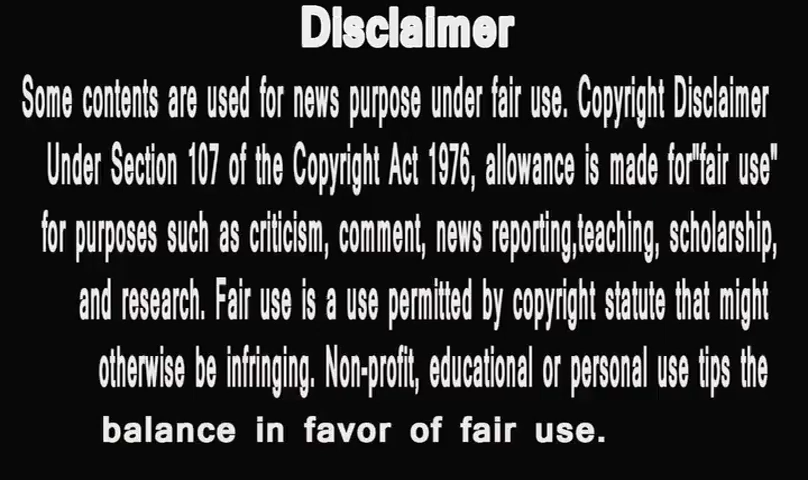 Disclaimer
Some contents are used for news purpose under fair use. Copyright Disclaimer
Under Section 107 of the Copyright Act 1976, allowance is made for"fair use"
for purposes such as criticism, comment, news reporting,teaching, scholarship,
and research. Fair use is a use permitted by copyright statute that might
otherwise be infringing. Non-profit, educational or personal use tips the
balance in favor of fair use.